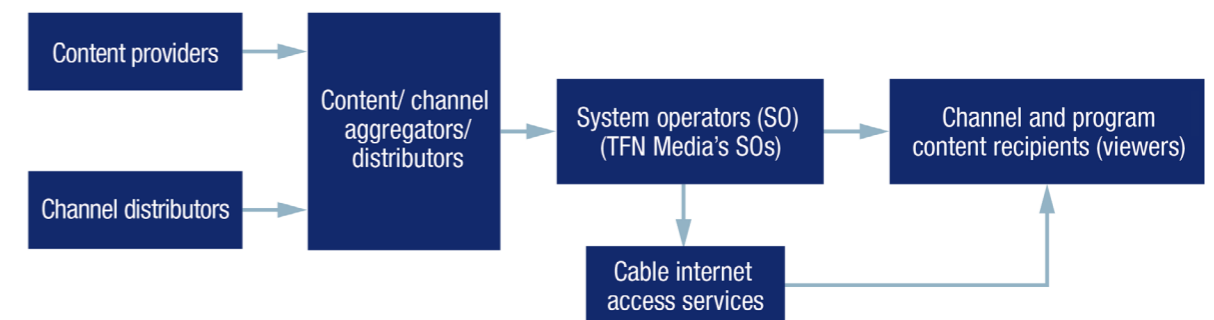 Content providers
Channel distributors
Content/ channel
aggregators/
distributors
System operators (SO)
(TFN Media's SOs)
Cable internet
access services
Channel and program
content recipients (viewers)